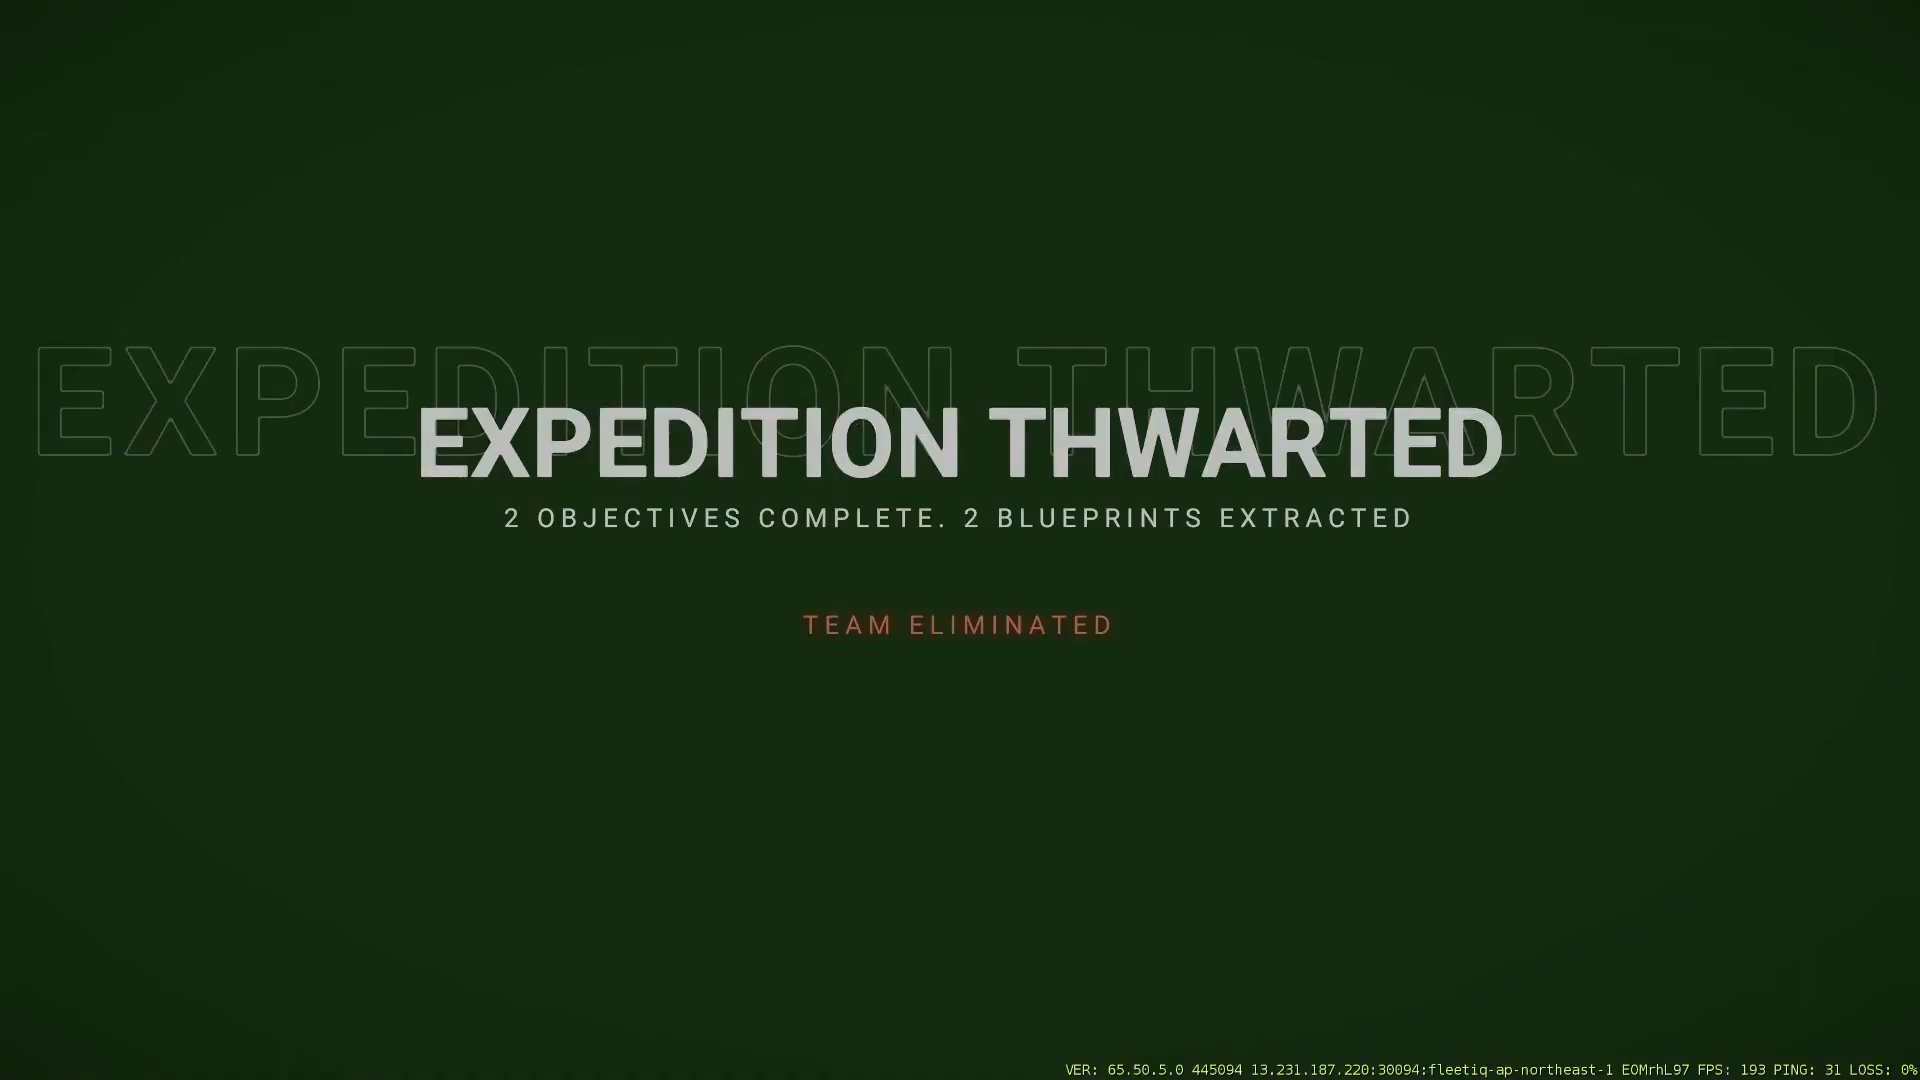 EXPEDITION THWARTED
EXPEDITION THWARTED
2 OBJECTIVES COMPLETE. 2 BLUEPRINTS EXTRACTED
TEAM ELIMINATED
VER: 65.50.5.0 445094 13.231.187.220:30094:fleetiq-ap-northeast-1 EOMrhL97 FPS: 193 PING: 31 LOSS: 0%